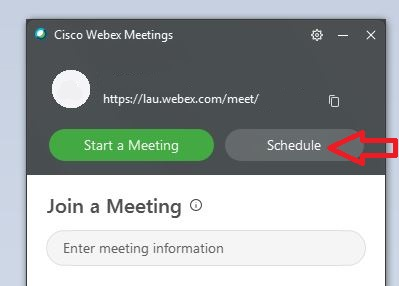 Cisco Webex Meetings
https://lau.webex.com/meet/
Start a Meeting
Schedule
Join a Meeting
Enter meeting information